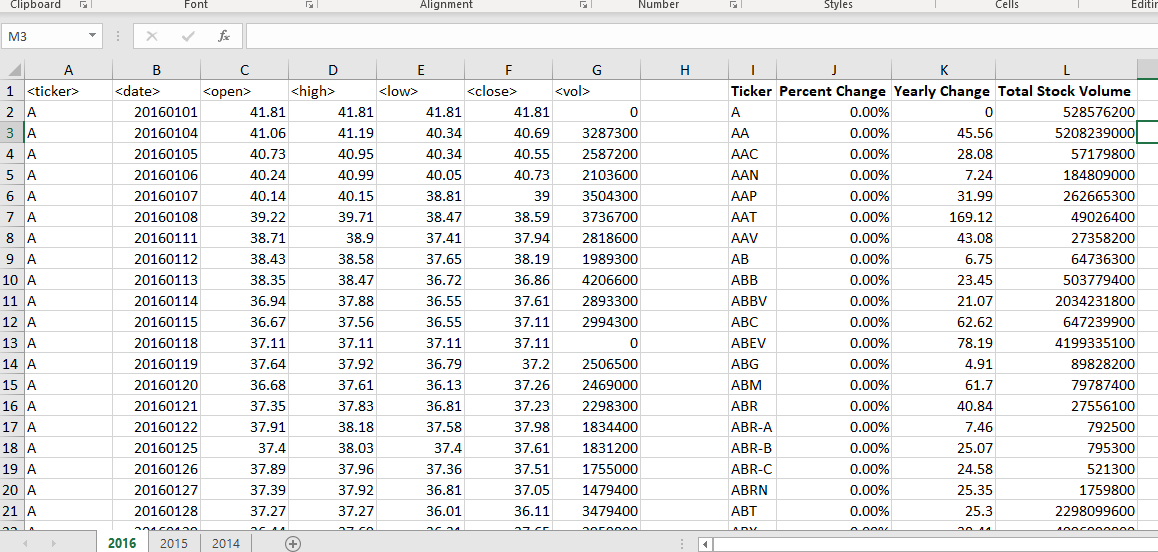 Clipboard Font Alignment Number Styles Cells Editin
M3 fx
A B C D E F G H I J K L
1 <ticker> <date> <open> <high> <low> <close> <vol> Ticker Percent Change Yearly Change Total Stock Volume
2 A 20160101 41.81 41.81 41.81 41.81 0 A 0.00% 0 528576200
3 A 20160104 41.06 41.19 40.34 40.69 3287300 AA 0.00% 45.56 5208239000
4 A 20160105 40.73 40.95 40.34 40.55 2587200 AAC 0.00% 28.08 57179800
5 A 20160106 40.24 40.99 40.05 40.73 2103600 AAN 0.00% 7.24 184809000
6 A 20160107 40.14 40.15 38.81 39 3504300 AAP 0.00% 31.99 262665300
7 A 20160108 39.22 39.71 38.47 38.59 3736700 AAT 0.00% 169.12 49026400
8 A 20160111 38.71 38.9 37.41 37.94 2818600 AAV 0.00% 43.08 27358200
9 A 20160112 38.43 38.58 37.65 38.19 1989300 AB 0.00% 6.75 64736300
10 A 20160113 38.35 38.47 36.72 36.86 4206600 ABB 0.00% 23.45 503779400
11 A 20160114 36.94 37.88 36.55 37.61 2893300 ABBV 0.00% 21.07 2034231800
12 A 20160115 36.67 37.56 36.55 37.11 2994300 ABC 0.00% 62.62 647239900
13 A 20160118 37.11 37.11 37.11 37.11 0 ABEV 0.00% 78.19 4199335100
14 A 20160119 37.64 37.92 36.79 37.2 2506500 ABG 0.00% 4.91 89828200
15 A 20160120 36.68 37.61 36.13 37.26 2469000 ABM 0.00% 61.7 79787400
16 A 20160121 37.35 37.83 36.81 37.23 2298300 ABR 0.00% 40.84 27556100
17 A 20160122 37.91 38.18 37.58 37.98 1834400 ABR-A 0.00% 7.46 792500
18 A 20160125 37.4 38.03 37.4 37.61 1831200 ABR-B 0.00% 25.07 795300
19 A 20160126 37.89 37.96 37.36 37.51 1755000 ABR-C 0.00% 24.58 521300
20 A 20160127 37.39 37.92 36.81 37.05 1479400 ABRN 0.00% 25.35 1759800
21 A 20160128 37.27 37.27 36.01 36.11 3479400 ABT 0.00% 25.3 2298099600
2016 2015 2014